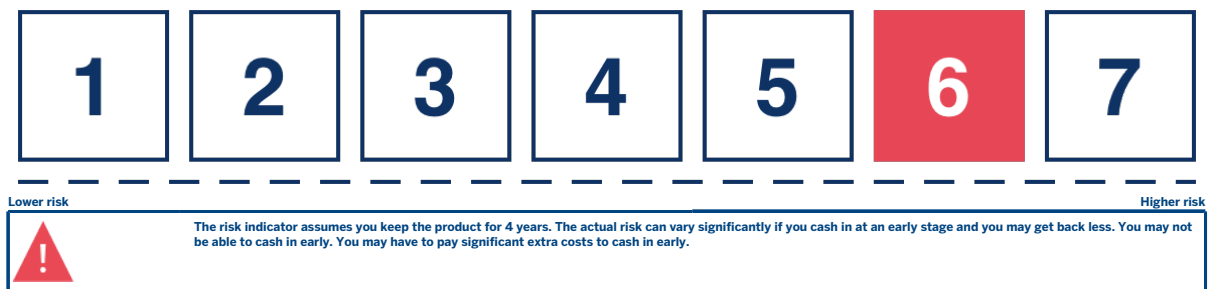 1 2 3 4 5 6 7
Lower risk Higher risk
!
The risk indicator assumes you keep the product for 4 years. The actual risk can vary significantly if you cash in at an early stage and you may get back less. You may not
be able to cash in early. You may have to pay significant extra costs to cash in early.